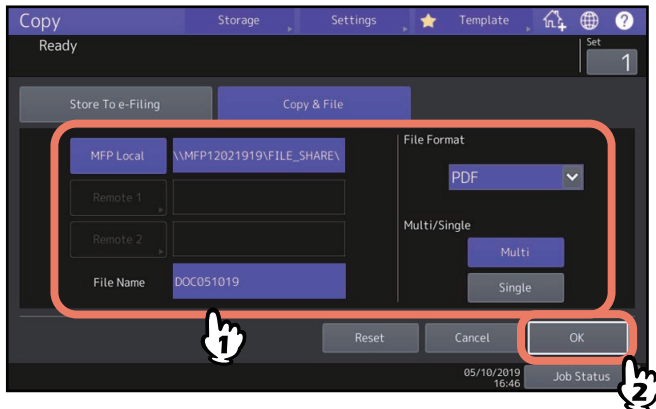 Copy
Storage
Settings
Template
?
Ready
Set
1
Store To e-Filing
Copy & File
MFP Local
\\MFP12021919\FILE_SHARE\
Remote 1
Remote 2
File Name
DOC051019
File Format
PDF
Multi/Single
Multi
Single
1
Reset
Cancel
OK
05/10/2019
16:46
Job Status
2